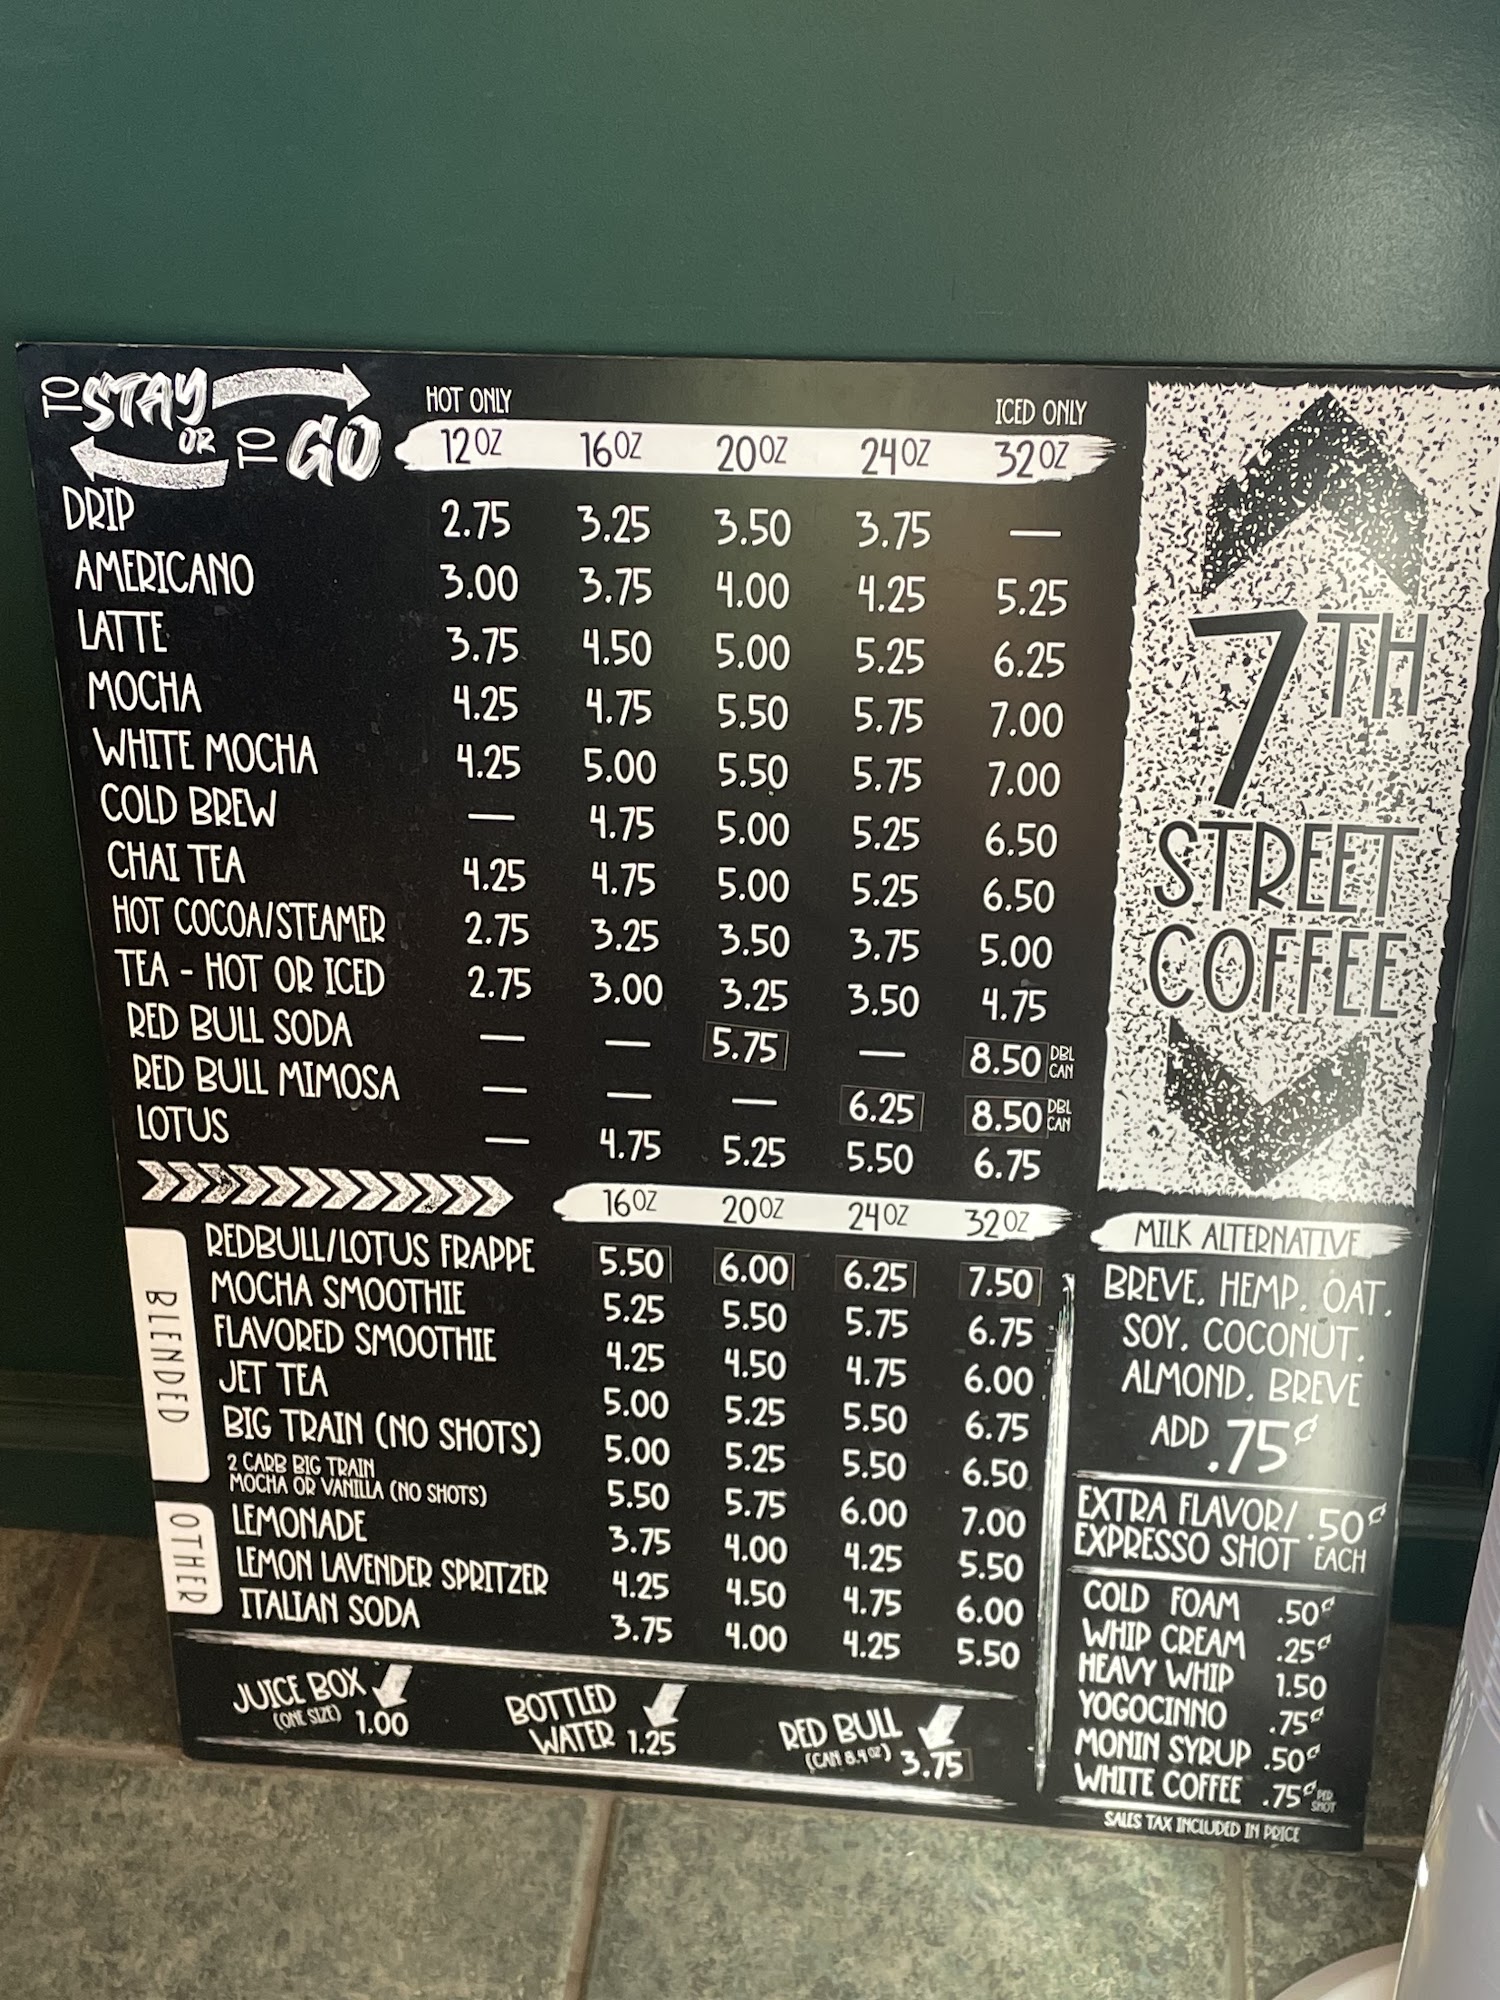 TO STAY OR TO GO
HOT ONLY ICED ONLY
12OZ 16OZ 20OZ 24OZ 32OZ
DRIP 2.75 3.25 3.50 3.75 —
AMERICANO 3.00 3.75 4.00 4.25 5.25
LATTE 3.75 4.50 5.00 5.25 6.25
MOCHA 4.25 4.75 5.50 5.75 7.00
WHITE MOCHA 4.25 5.00 5.50 5.75 7.00
COLD BREW — 4.75 5.00 5.25 6.50
CHAI TEA 4.25 4.75 5.00 5.25 6.50
HOT COCOA/STEAMER 2.75 3.25 3.50 3.75 5.00
TEA - HOT OR ICED 2.75 3.00 3.25 3.50 4.75
RED BULL SODA — — 5.75 — 8.50 DBL CAN
RED BULL MIMOSA — — — 6.25 8.50 DBL CAN
LOTUS — 4.75 5.25 5.50 6.75
16OZ 20OZ 24OZ 32OZ
BLENDED
REDBULL/LOTUS FRAPPE 5.50 6.00 6.25 7.50
MOCHA SMOOTHIE 5.25 5.50 5.75 6.75
FLAVORED SMOOTHIE 4.25 4.50 4.75 6.00
JET TEA 5.00 5.25 5.50 6.75
BIG TRAIN (NO SHOTS) 5.00 5.25 5.50 6.50
2 CARB BIG TRAIN
MOCHA OR VANILLA (NO SHOTS) 5.50 5.75 6.00 7.00
OTHER
LEMONADE 3.75 4.00 4.25 5.50
LEMON LAVENDER SPRITZER 4.25 4.50 4.75 6.00
ITALIAN SODA 3.75 4.00 4.25 5.50
JUICE BOX
(ONE SIZE) 1.00
BOTTLED
WATER 1.25
RED BULL
(CAN 8.4OZ) 3.75
7TH
STREET
COFFEE
MILK ALTERNATIVE
BREVE, HEMP, OAT,
SOY, COCONUT,
ALMOND, BREVE
ADD .75¢
EXTRA FLAVOR/ .50¢
EXPRESSO SHOT EACH
COLD FOAM .50¢
WHIP CREAM .25¢
HEAVY WHIP 1.50
YOGOCINNO .75¢
MONIN SYRUP .50¢
WHITE COFFEE .75¢ PER SHOT
SALES TAX INCLUDED IN PRICE